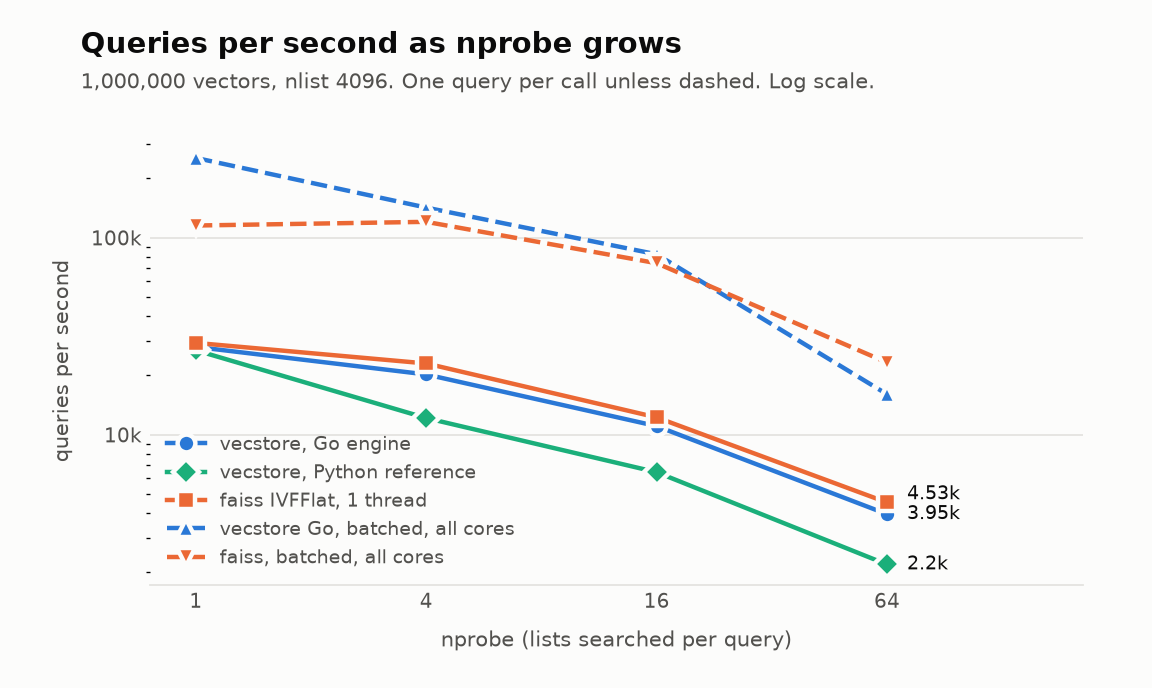 Queries per second as nprobe grows
1,000,000 vectors, nlist 4096. One query per call unless dashed. Log scale.
queries per second
100k
10k
vecstore, Go engine
vecstore, Python reference
faiss IVFFlat, 1 thread
vecstore Go, batched, all cores
faiss, batched, all cores
4.53k
3.95k
2.2k
1 4 16 64
nprobe (lists searched per query)